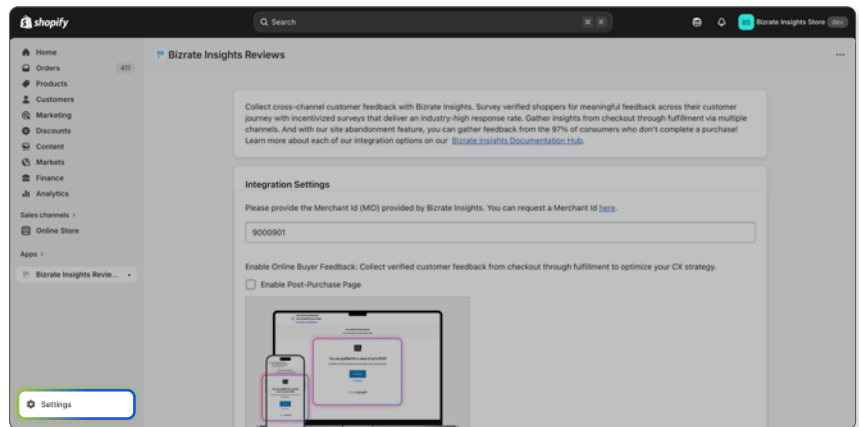 shopify
Search
⌘ K
BS Bizrate Insights Store dev
Home
Orders 411
Products
Customers
Marketing
Discounts
Content
Markets
Finance
Analytics
Sales channels >
Online Store
Apps >
Bizrate Insights Revie...
Settings
Bizrate Insights Reviews
Collect cross-channel customer feedback with Bizrate Insights. Survey verified shoppers for meaningful feedback across their customer
journey with incentivized surveys that deliver an industry-high response rate. Gather insights from checkout through fulfillment via multiple
channels. And with our site abandonment feature, you can gather feedback from the 97% of consumers who don't complete a purchase!
Learn more about each of our integration options on our Bizrate Insights Documentation Hub.
Integration Settings
Please provide the Merchant Id (MID) provided by Bizrate Insights. You can request a Merchant Id here.
9000901
Enable Online Buyer Feedback: Collect verified customer feedback from checkout through fulfillment to optimize your CX strategy.
Enable Post-Purchase Page